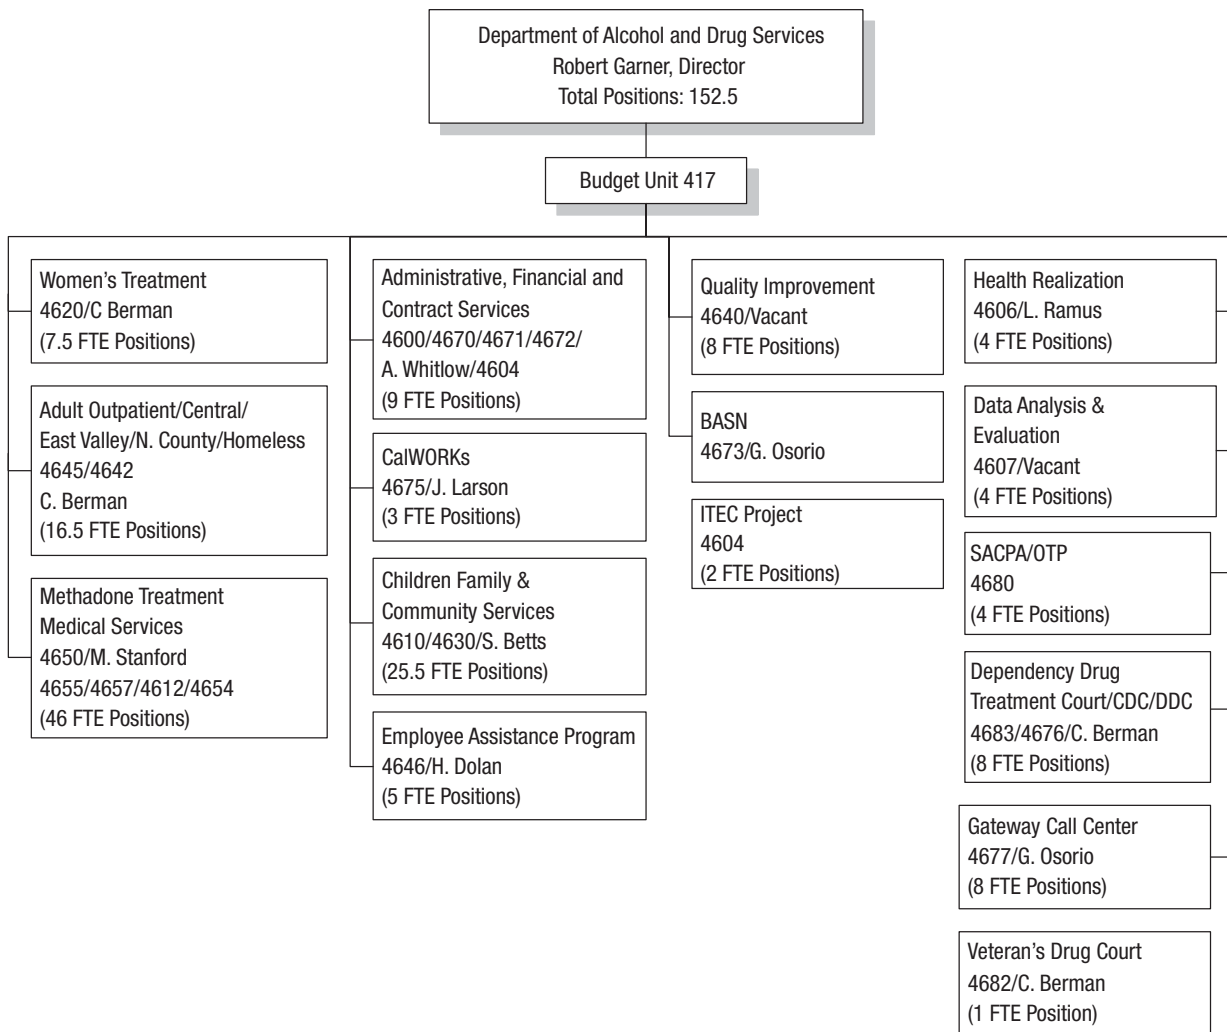 Department of Alcohol and Drug Services
Robert Garner, Director
Total Positions: 152.5
Budget Unit 417
Women’s Treatment
4620/C Berman
(7.5 FTE Positions)
Adult Outpatient/Central/
East Valley/N. County/Homeless
4645/4642
C. Berman
(16.5 FTE Positions)
Methadone Treatment
Medical Services
4650/M. Stanford
4655/4657/4612/4654
(46 FTE Positions)
Administrative, Financial and
Contract Services
4600/4670/4671/4672/
A. Whitlow/4604
(9 FTE Positions)
CalWORKs
4675/J. Larson
(3 FTE Positions)
Children Family &
Community Services
4610/4630/S. Betts
(25.5 FTE Positions)
Employee Assistance Program
4646/H. Dolan
(5 FTE Positions)
Quality Improvement
4640/Vacant
(8 FTE Positions)
BASN
4673/G. Osorio
ITEC Project
4604
(2 FTE Positions)
Health Realization
4606/L. Ramus
(4 FTE Positions)
Data Analysis &
Evaluation
4607/Vacant
(4 FTE Positions)
SACPA/OTP
4680
(4 FTE Positions)
Dependency Drug
Treatment Court/CDC/DDC
4683/4676/C. Berman
(8 FTE Positions)
Gateway Call Center
4677/G. Osorio
(8 FTE Positions)
Veteran’s Drug Court
4682/C. Berman
(1 FTE Position)